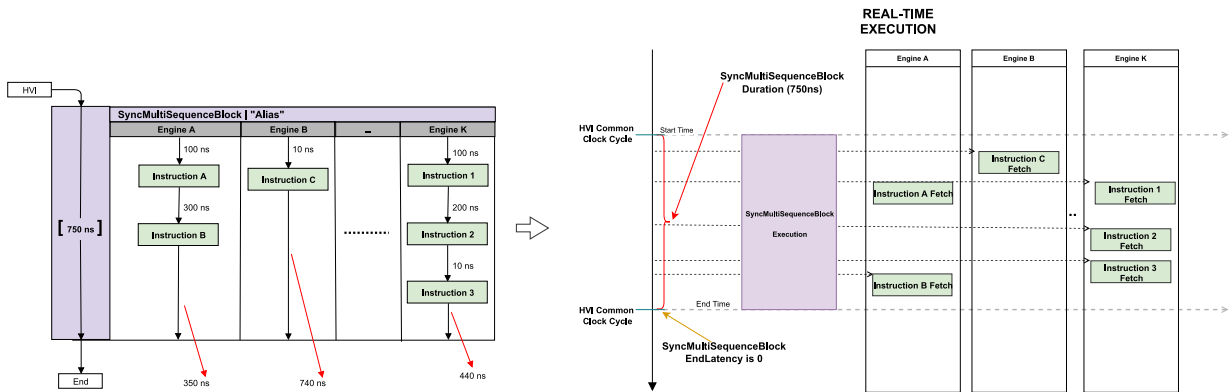 HVI
[ 750 ns ]
End
SyncMultiSequenceBlock | "Alias"
Engine A
Engine B
...
Engine K
100 ns
Instruction A
300 ns
Instruction B
350 ns
10 ns
Instruction C
740 ns
100 ns
Instruction 1
200 ns
Instruction 2
10 ns
Instruction 3
440 ns
REAL-TIME
EXECUTION
SyncMultiSequenceBlock
Duration (750ns)
HVI Common
Clock Cycle
Start Time
SyncMultiSequenceBlock
Execution
HVI Common
Clock Cycle
End Time
SyncMultiSequenceBlock
EndLatency is 0
Engine A
Instruction A Fetch
Instruction B Fetch
Engine B
Instruction C
Fetch
..
Engine K
Instruction 1
Fetch
Instruction 2
Fetch
Instruction 3
Fetch